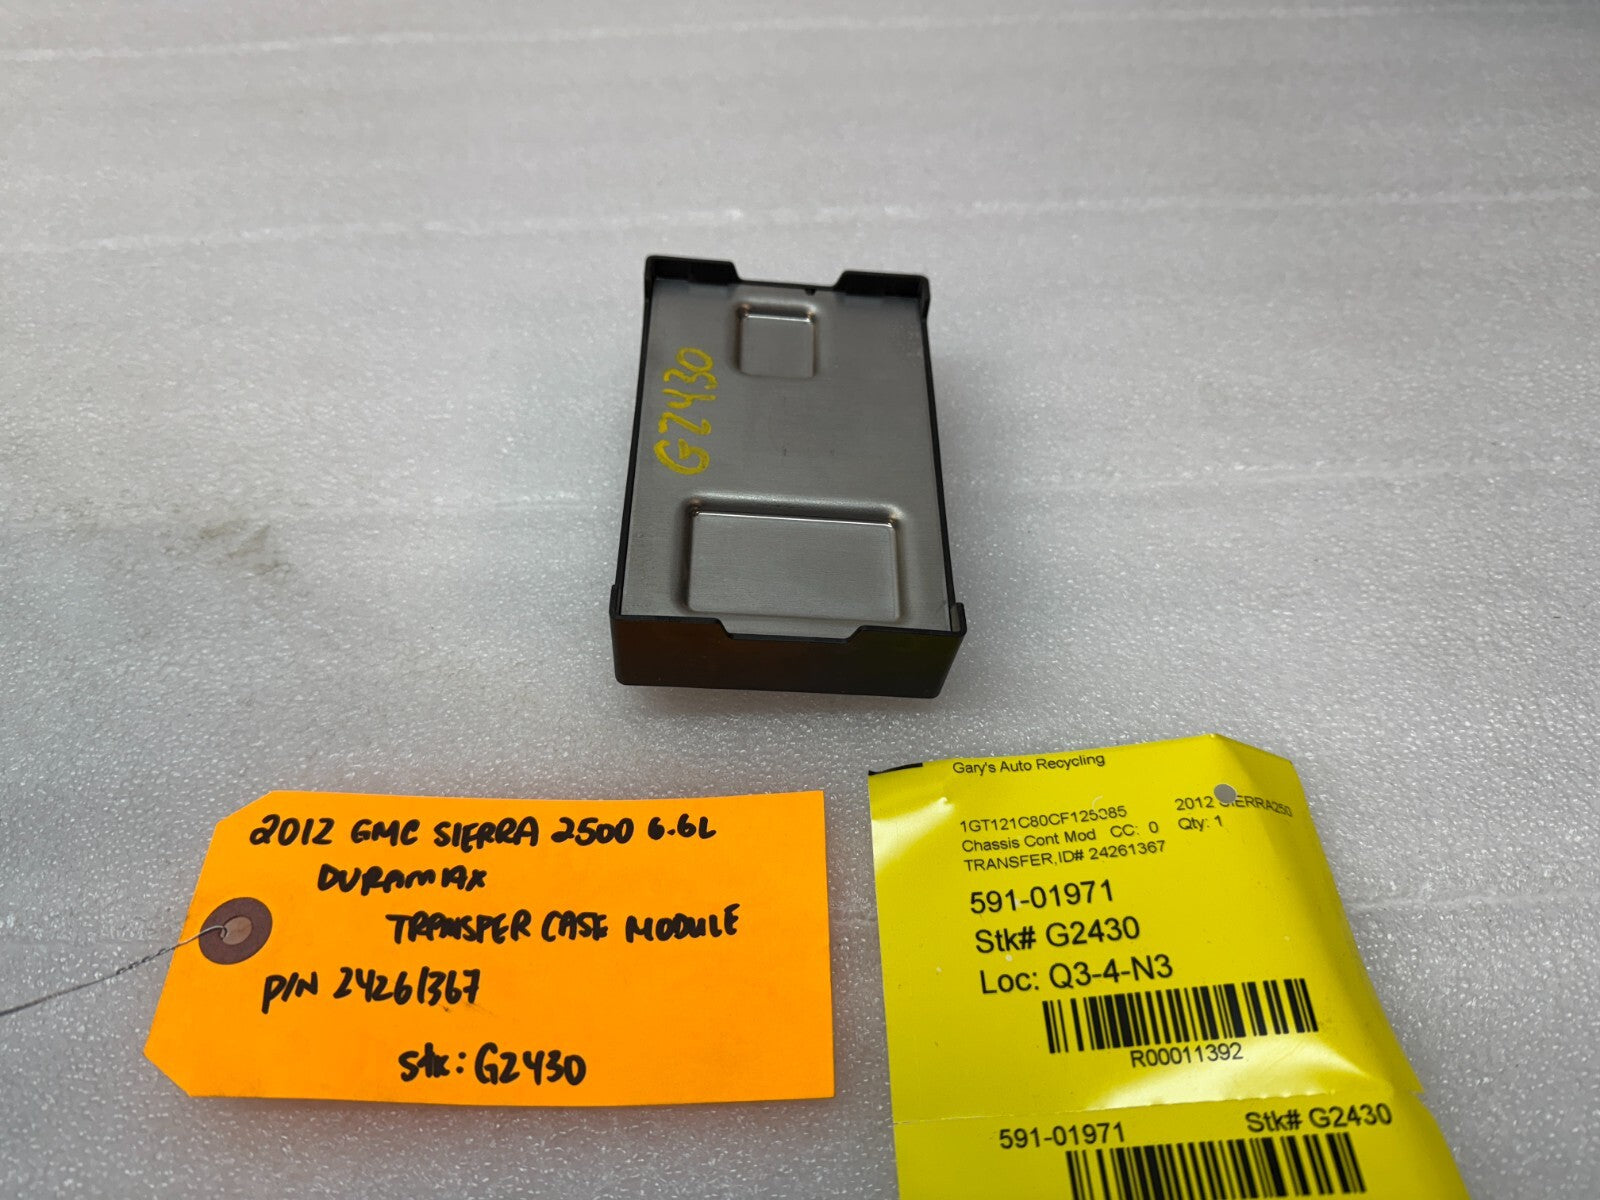 G2430
2012 GMC SIERRA 2500 6.6L
DURAMAX
TRANSFER CASE MODULE
P/N 24261367
Stk: G2430
Gary's Auto Recycling
1GT121C80CF125085 2012 SIERRA250
Chassis Cont Mod CC: 0 Qty: 1
TRANSFER,ID# 24261367
591-01971
Stk# G2430
Loc: Q3-4-N3
R00011392
591-01971 Stk# G2430